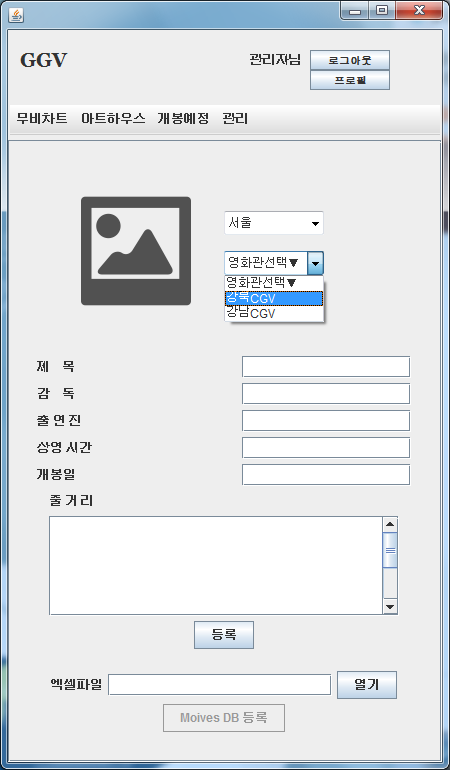 GGV
관리자님
로그아웃
프로필
무비차트 아트하우스 개봉예정 관리
서울
영화관선택▼
영화관선택▼
강북CGV
강남CGV
제 목
감 독
출 연 진
상영 시간
개봉일
줄 거 리
등록
엑셀파일
열기
Moives DB 등록